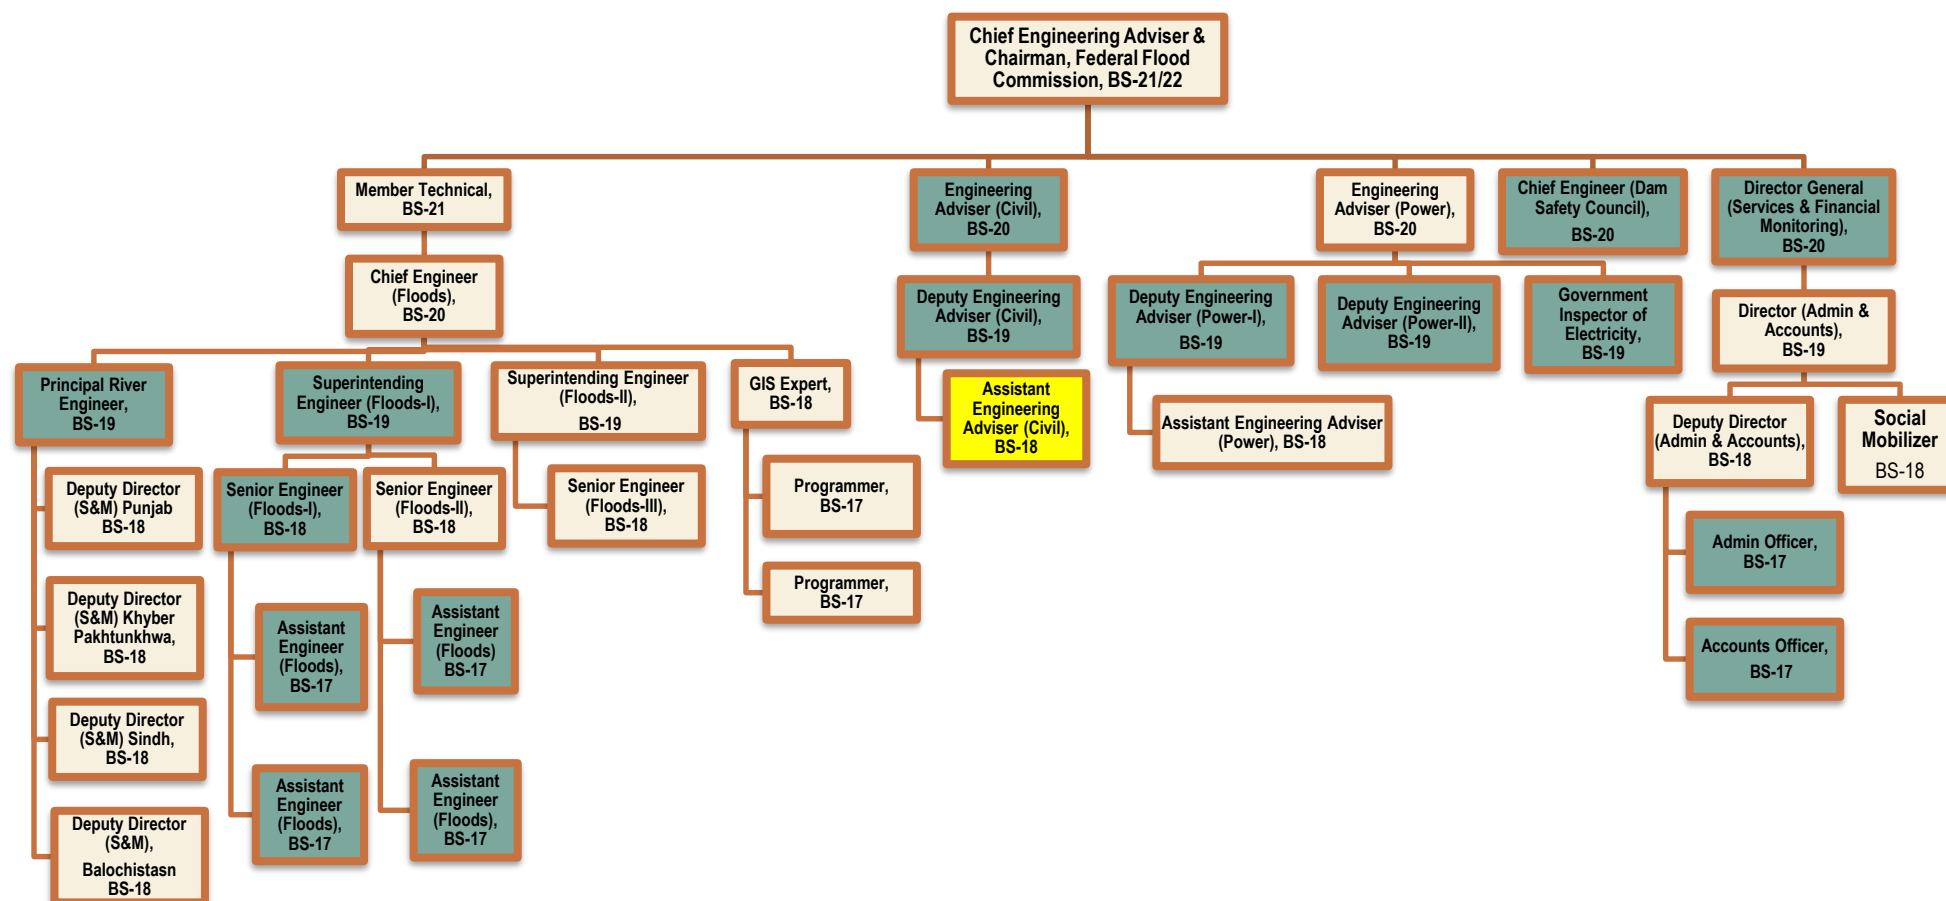 Chief Engineering Adviser &
Chairman, Federal Flood
Commission, BS-21/22
Member Technical,
BS-21
Engineering
Adviser (Civil),
BS-20
Engineering
Adviser (Power),
BS-20
Chief Engineer (Dam
Safety Council),
BS-20
Director General
(Services & Financial
Monitoring),
BS-20
Chief Engineer
(Floods),
BS-20
Deputy Engineering
Adviser (Civil),
BS-19
Deputy Engineering
Adviser (Power-I),
BS-19
Deputy Engineering
Adviser (Power-II),
BS-19
Government
Inspector of
Electricity,
BS-19
Director (Admin &
Accounts),
BS-19
Principal River
Engineer,
BS-19
Superintending
Engineer (Floods-I),
BS-19
Superintending Engineer
(Floods-II),
BS-19
GIS Expert,
BS-18
Assistant
Engineering
Adviser (Civil),
BS-18
Assistant Engineering Adviser
(Power), BS-18
Deputy Director
(Admin & Accounts),
BS-18
Social
Mobilizer
BS-18
Deputy Director
(S&M) Punjab
BS-18
Senior Engineer
(Floods-I),
BS-18
Senior Engineer
(Floods-II),
BS-18
Senior Engineer
(Floods-III),
BS-18
Programmer,
BS-17
Admin Officer,
BS-17
Deputy Director
(S&M) Khyber
Pakhtunkhwa,
BS-18
Assistant
Engineer
(Floods),
BS-17
Assistant
Engineer
(Floods)
BS-17
Programmer,
BS-17
Accounts Officer,
BS-17
Deputy Director
(S&M) Sindh,
BS-18
Assistant
Engineer
(Floods),
BS-17
Assistant
Engineer
(Floods),
BS-17
Deputy Director
(S&M),
Balochistasn
BS-18